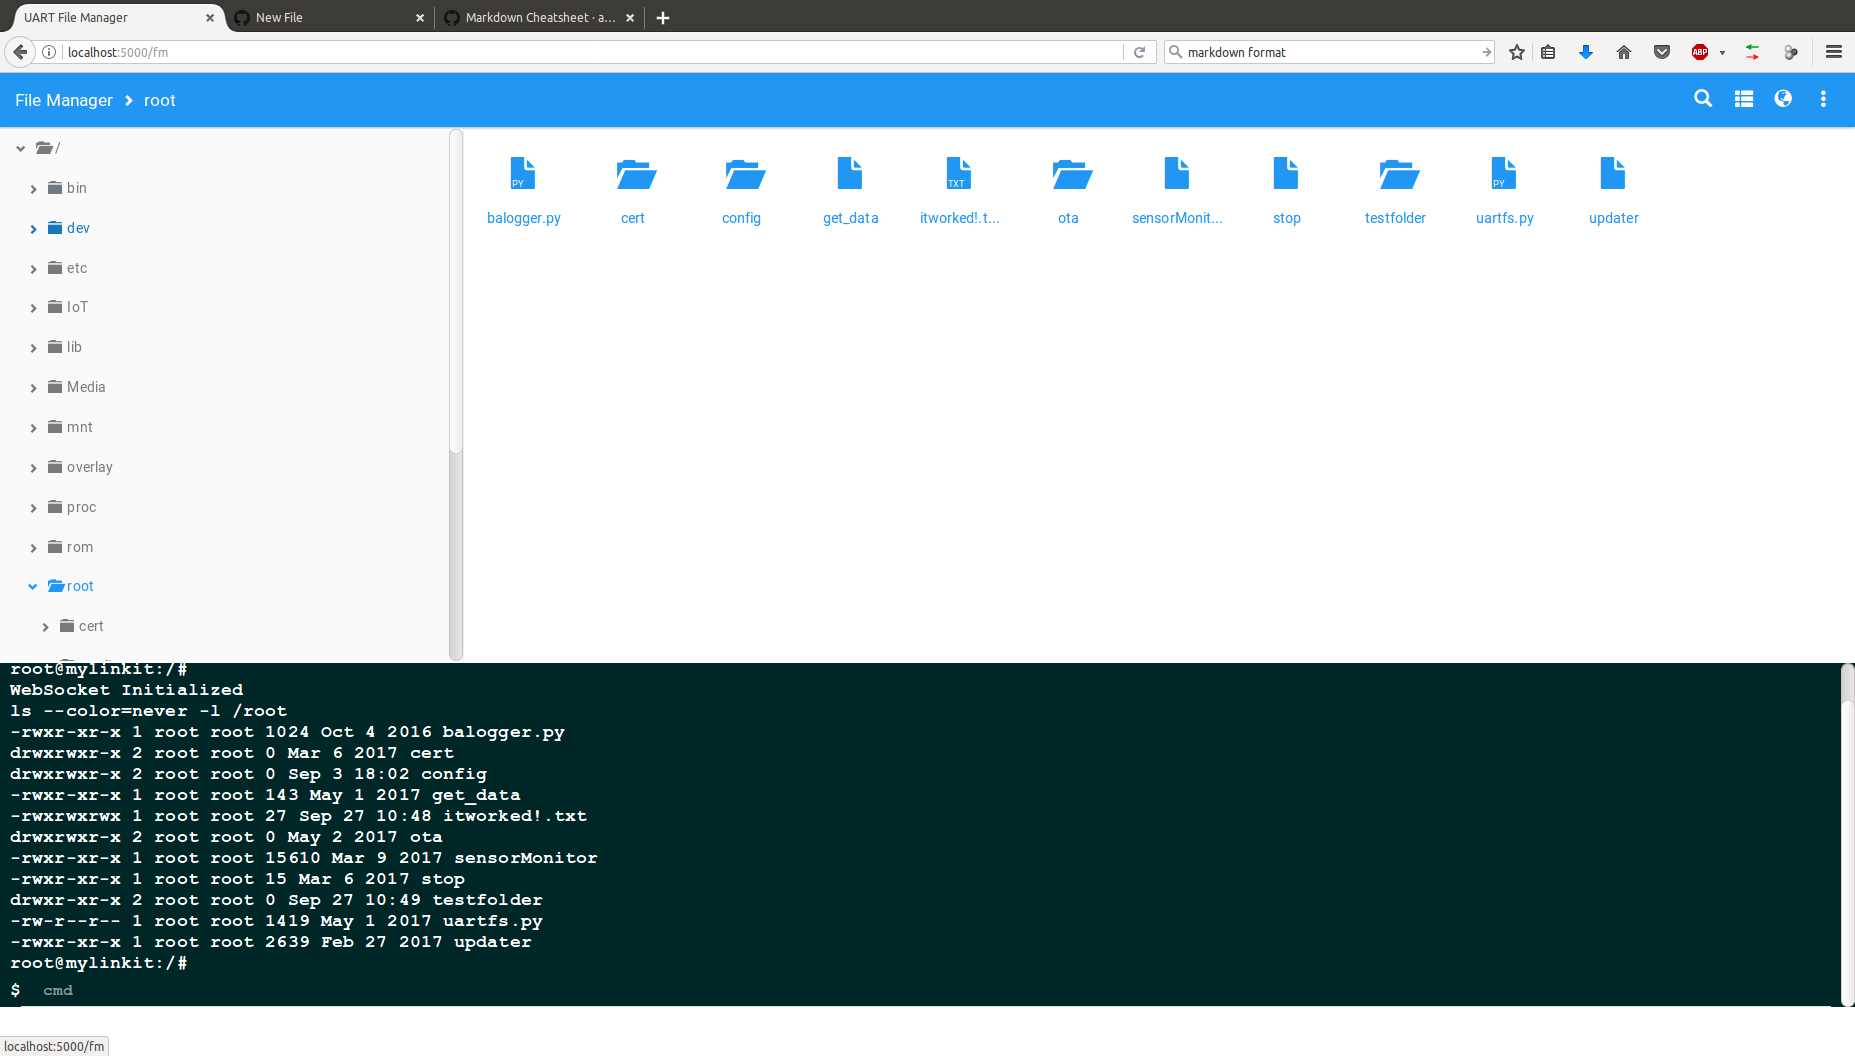 UART File Manager
New File
Markdown Cheatsheet · a...
localhost:5000/fm
markdown format
ABP
File Manager
root
/
bin
dev
etc
IoT
lib
Media
mnt
overlay
proc
rom
root
cert
PY
TXT
PY
balogger.py
cert
config
get_data
itworked!.t...
ota
sensorMonit...
stop
testfolder
uartfs.py
updater
root@mylinkit:/#
WebSocket Initialized
ls --color=never -l /root
-rwxr-xr-x 1 root root 1024 Oct 4 2016 balogger.py
drwxrwxr-x 2 root root 0 Mar 6 2017 cert
drwxrwxr-x 2 root root 0 Sep 3 18:02 config
-rwxr-xr-x 1 root root 143 May 1 2017 get_data
-rwxrwxrwx 1 root root 27 Sep 27 10:48 itworked!.txt
drwxrwxr-x 2 root root 0 May 2 2017 ota
-rwxr-xr-x 1 root root 15610 Mar 9 2017 sensorMonitor
-rwxr-xr-x 1 root root 15 Mar 6 2017 stop
drwxr-xr-x 2 root root 0 Sep 27 10:49 testfolder
-rw-r--r-- 1 root root 1419 May 1 2017 uartfs.py
-rwxr-xr-x 1 root root 2639 Feb 27 2017 updater
root@mylinkit:/#
$ cmd
localhost:5000/fm